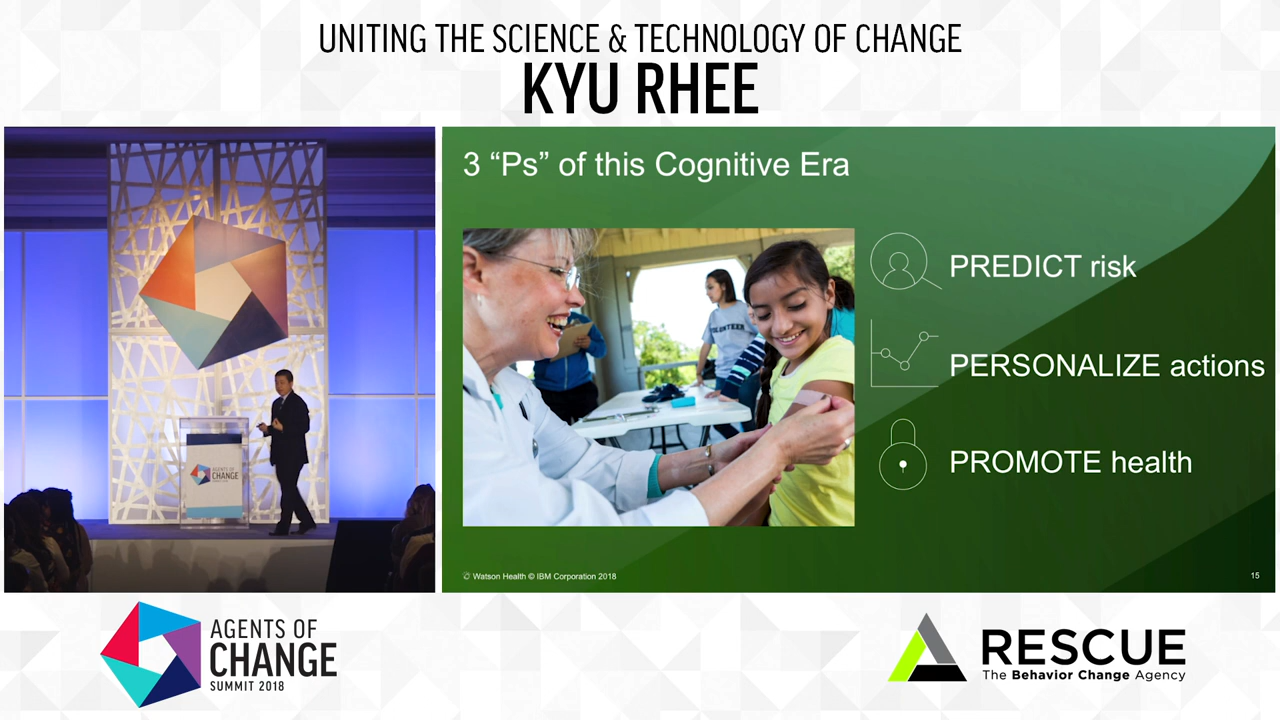 UNITING THE SCIENCE & TECHNOLOGY OF CHANGE
KYU RHEE
3 “Ps” of this Cognitive Era
PREDICT risk
PERSONALIZE actions
PROMOTE health
VOLUNTEER
AGENTS OF
CHANGE
Watson Health © IBM Corporation 2018
15
AGENTS OF
CHANGE
SUMMIT 2018
RESCUE
The Behavior Change Agency